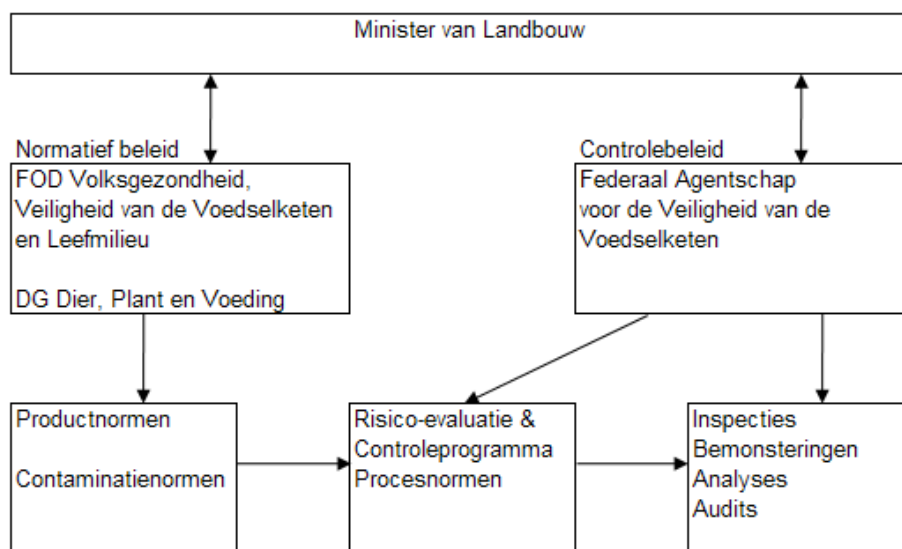 Minister van Landbouw
Normatief beleid
FOD Volksgezondheid,
Veiligheid van de Voedselketen
en Leefmilieu
DG Dier, Plant en Voeding
Controlebeleid
Federaal Agentschap
voor de Veiligheid van de
Voedselketen
Productnormen
Contaminatienormen
Risico-evaluatie &
Controleprogramma
Procesnormen
Inspecties
Bemonsteringen
Analyses
Audits